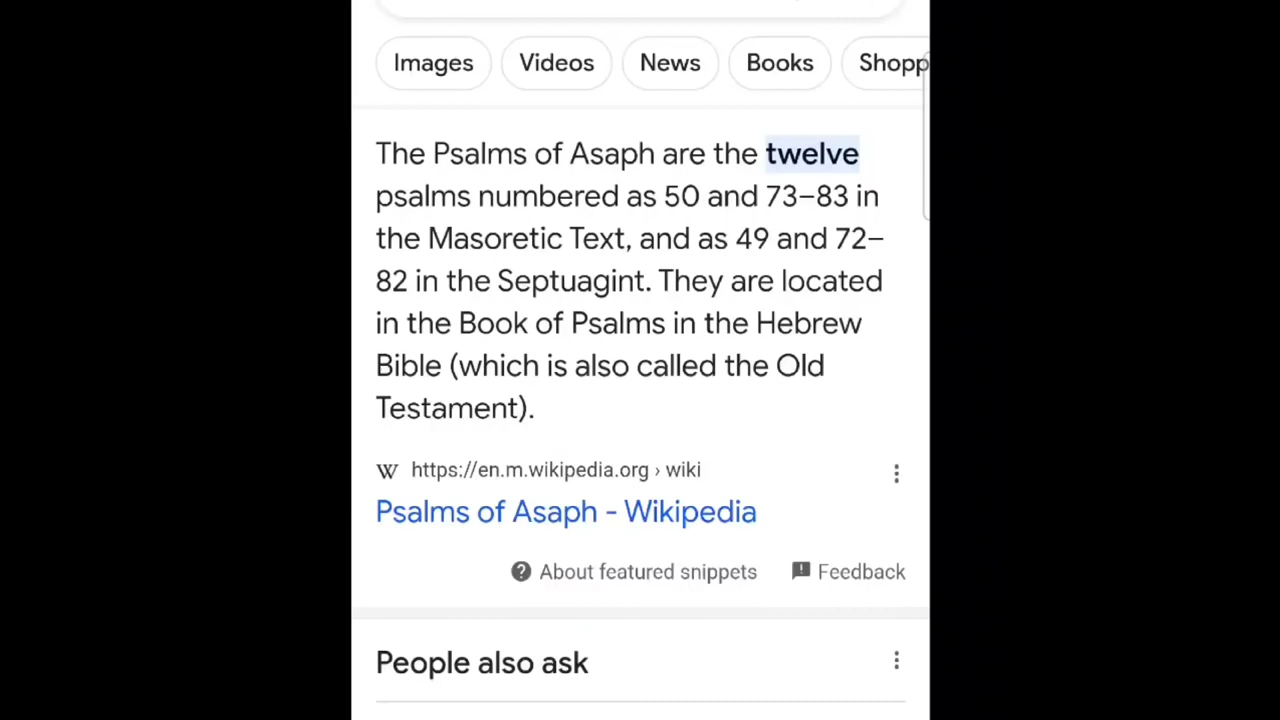 Images Videos News Books Shopp
The Psalms of Asaph are the twelve
psalms numbered as 50 and 73–83 in
the Masoretic Text, and as 49 and 72–
82 in the Septuagint. They are located
in the Book of Psalms in the Hebrew
Bible (which is also called the Old
Testament).
W https://en.m.wikipedia.org › wiki
Psalms of Asaph - Wikipedia
About featured snippets Feedback
People also ask